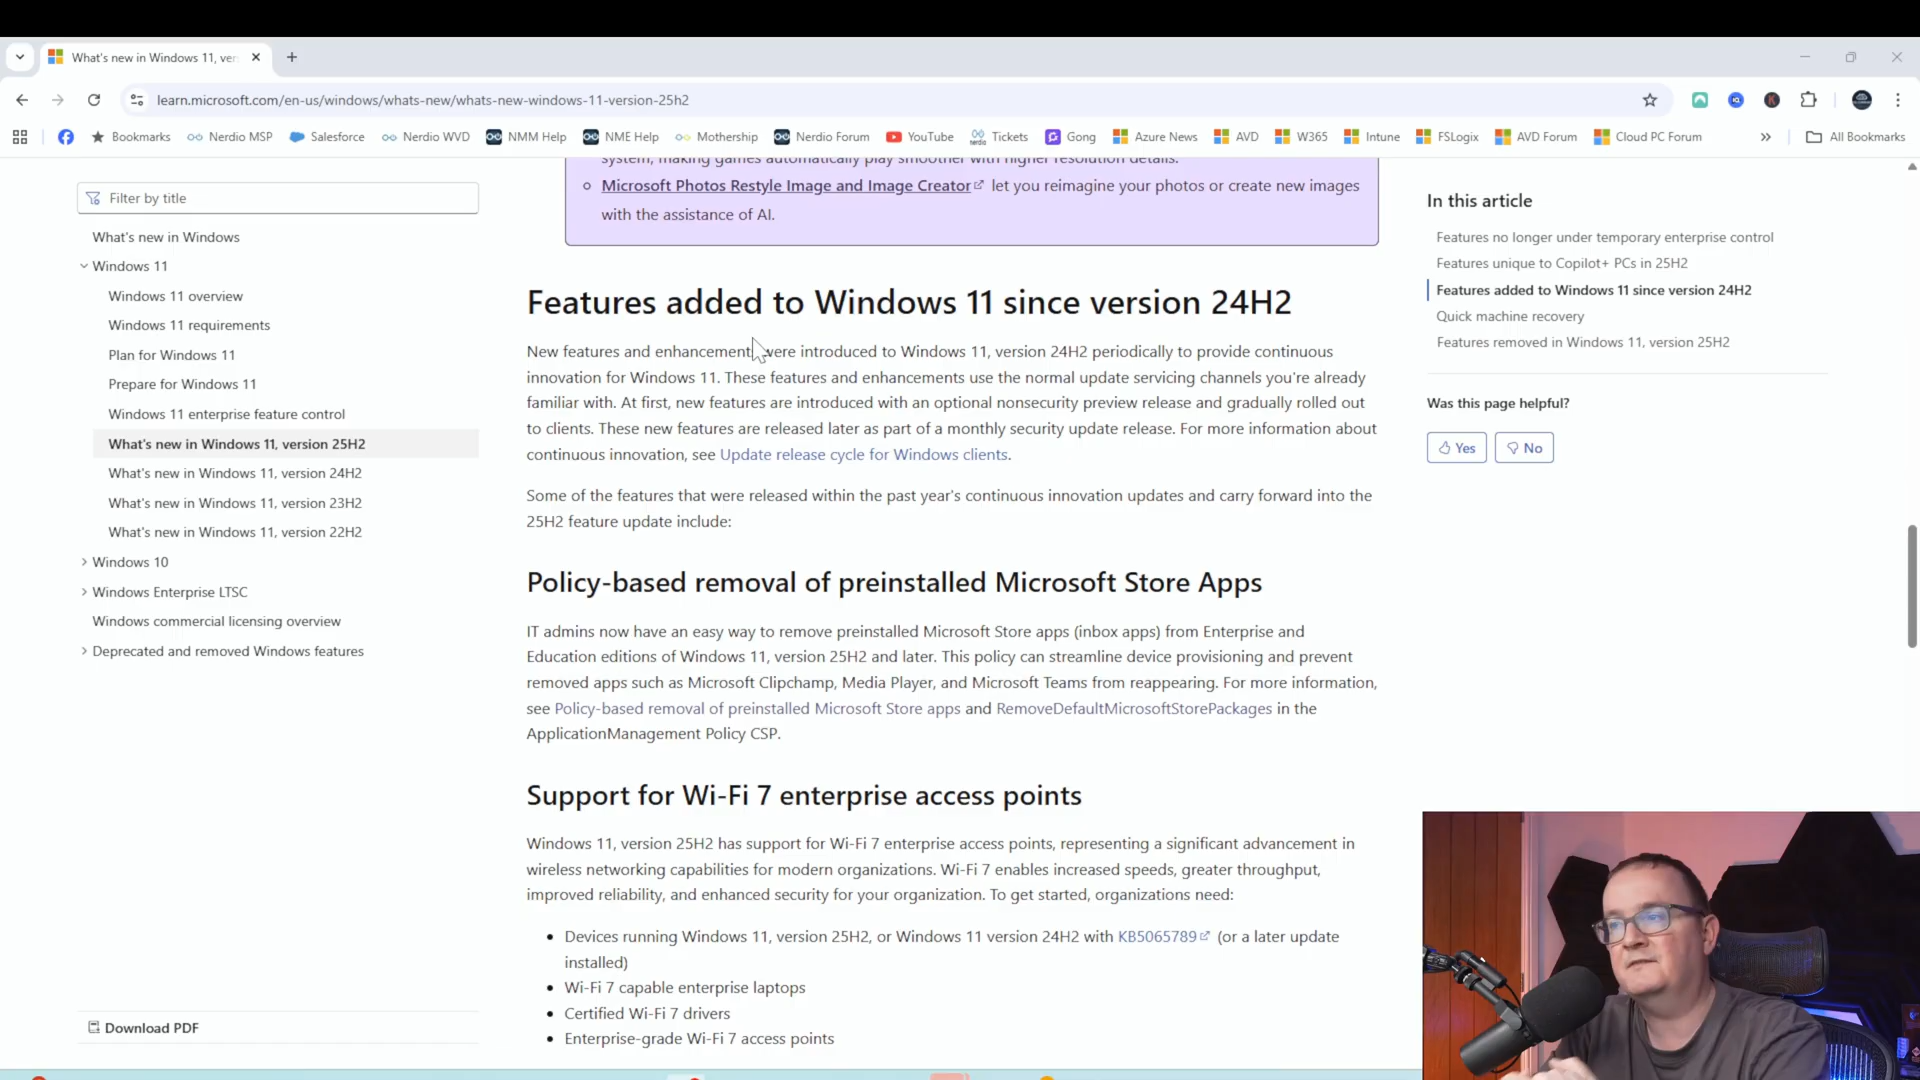 What's new in Windows 11, ver
learn.microsoft.com/en-us/windows/whats-new/whats-new-windows-11-version-25h2
Bookmarks
Nerdio MSP
Salesforce
Nerdio WVD
NMM Help
NME Help
Mothership
Nerdio Forum
YouTube
Tickets
Gong
Azure News
AVD
W365
Intune
FSLogix
AVD Forum
Cloud PC Forum
All Bookmarks
Filter by title
What's new in Windows
Windows 11
Windows 11 overview
Windows 11 requirements
Plan for Windows 11
Prepare for Windows 11
Windows 11 enterprise feature control
What's new in Windows 11, version 25H2
What's new in Windows 11, version 24H2
What's new in Windows 11, version 23H2
What's new in Windows 11, version 22H2
Windows 10
Windows Enterprise LTSC
Windows commercial licensing overview
Deprecated and removed Windows features
Download PDF
system, making games automatically play smoother with higher resolution details.
Microsoft Photos Restyle Image and Image Creator let you reimagine your photos or create new images
with the assistance of AI.
Features added to Windows 11 since version 24H2
New features and enhancements were introduced to Windows 11, version 24H2 periodically to provide continuous
innovation for Windows 11. These features and enhancements use the normal update servicing channels you're already
familiar with. At first, new features are introduced with an optional nonsecurity preview release and gradually rolled out
to clients. These new features are released later as part of a monthly security update release. For more information about
continuous innovation, see Update release cycle for Windows clients.
Some of the features that were released within the past year's continuous innovation updates and carry forward into the
25H2 feature update include:
Policy-based removal of preinstalled Microsoft Store Apps
IT admins now have an easy way to remove preinstalled Microsoft Store apps (inbox apps) from Enterprise and
Education editions of Windows 11, version 25H2 and later. This policy can streamline device provisioning and prevent
removed apps such as Microsoft Clipchamp, Media Player, and Microsoft Teams from reappearing. For more information,
see Policy-based removal of preinstalled Microsoft Store apps and RemoveDefaultMicrosoftStorePackages in the
ApplicationManagement Policy CSP.
Support for Wi-Fi 7 enterprise access points
Windows 11, version 25H2 has support for Wi-Fi 7 enterprise access points, representing a significant advancement in
wireless networking capabilities for modern organizations. Wi-Fi 7 enables increased speeds, greater throughput,
improved reliability, and enhanced security for your organization. To get started, organizations need:
Devices running Windows 11, version 25H2, or Windows 11 version 24H2 with KB5065789 (or a later update
installed)
Wi-Fi 7 capable enterprise laptops
Certified Wi-Fi 7 drivers
Enterprise-grade Wi-Fi 7 access points
In this article
Features no longer under temporary enterprise control
Features unique to Copilot+ PCs in 25H2
Features added to Windows 11 since version 24H2
Quick machine recovery
Features removed in Windows 11, version 25H2
Was this page helpful?
Yes
No